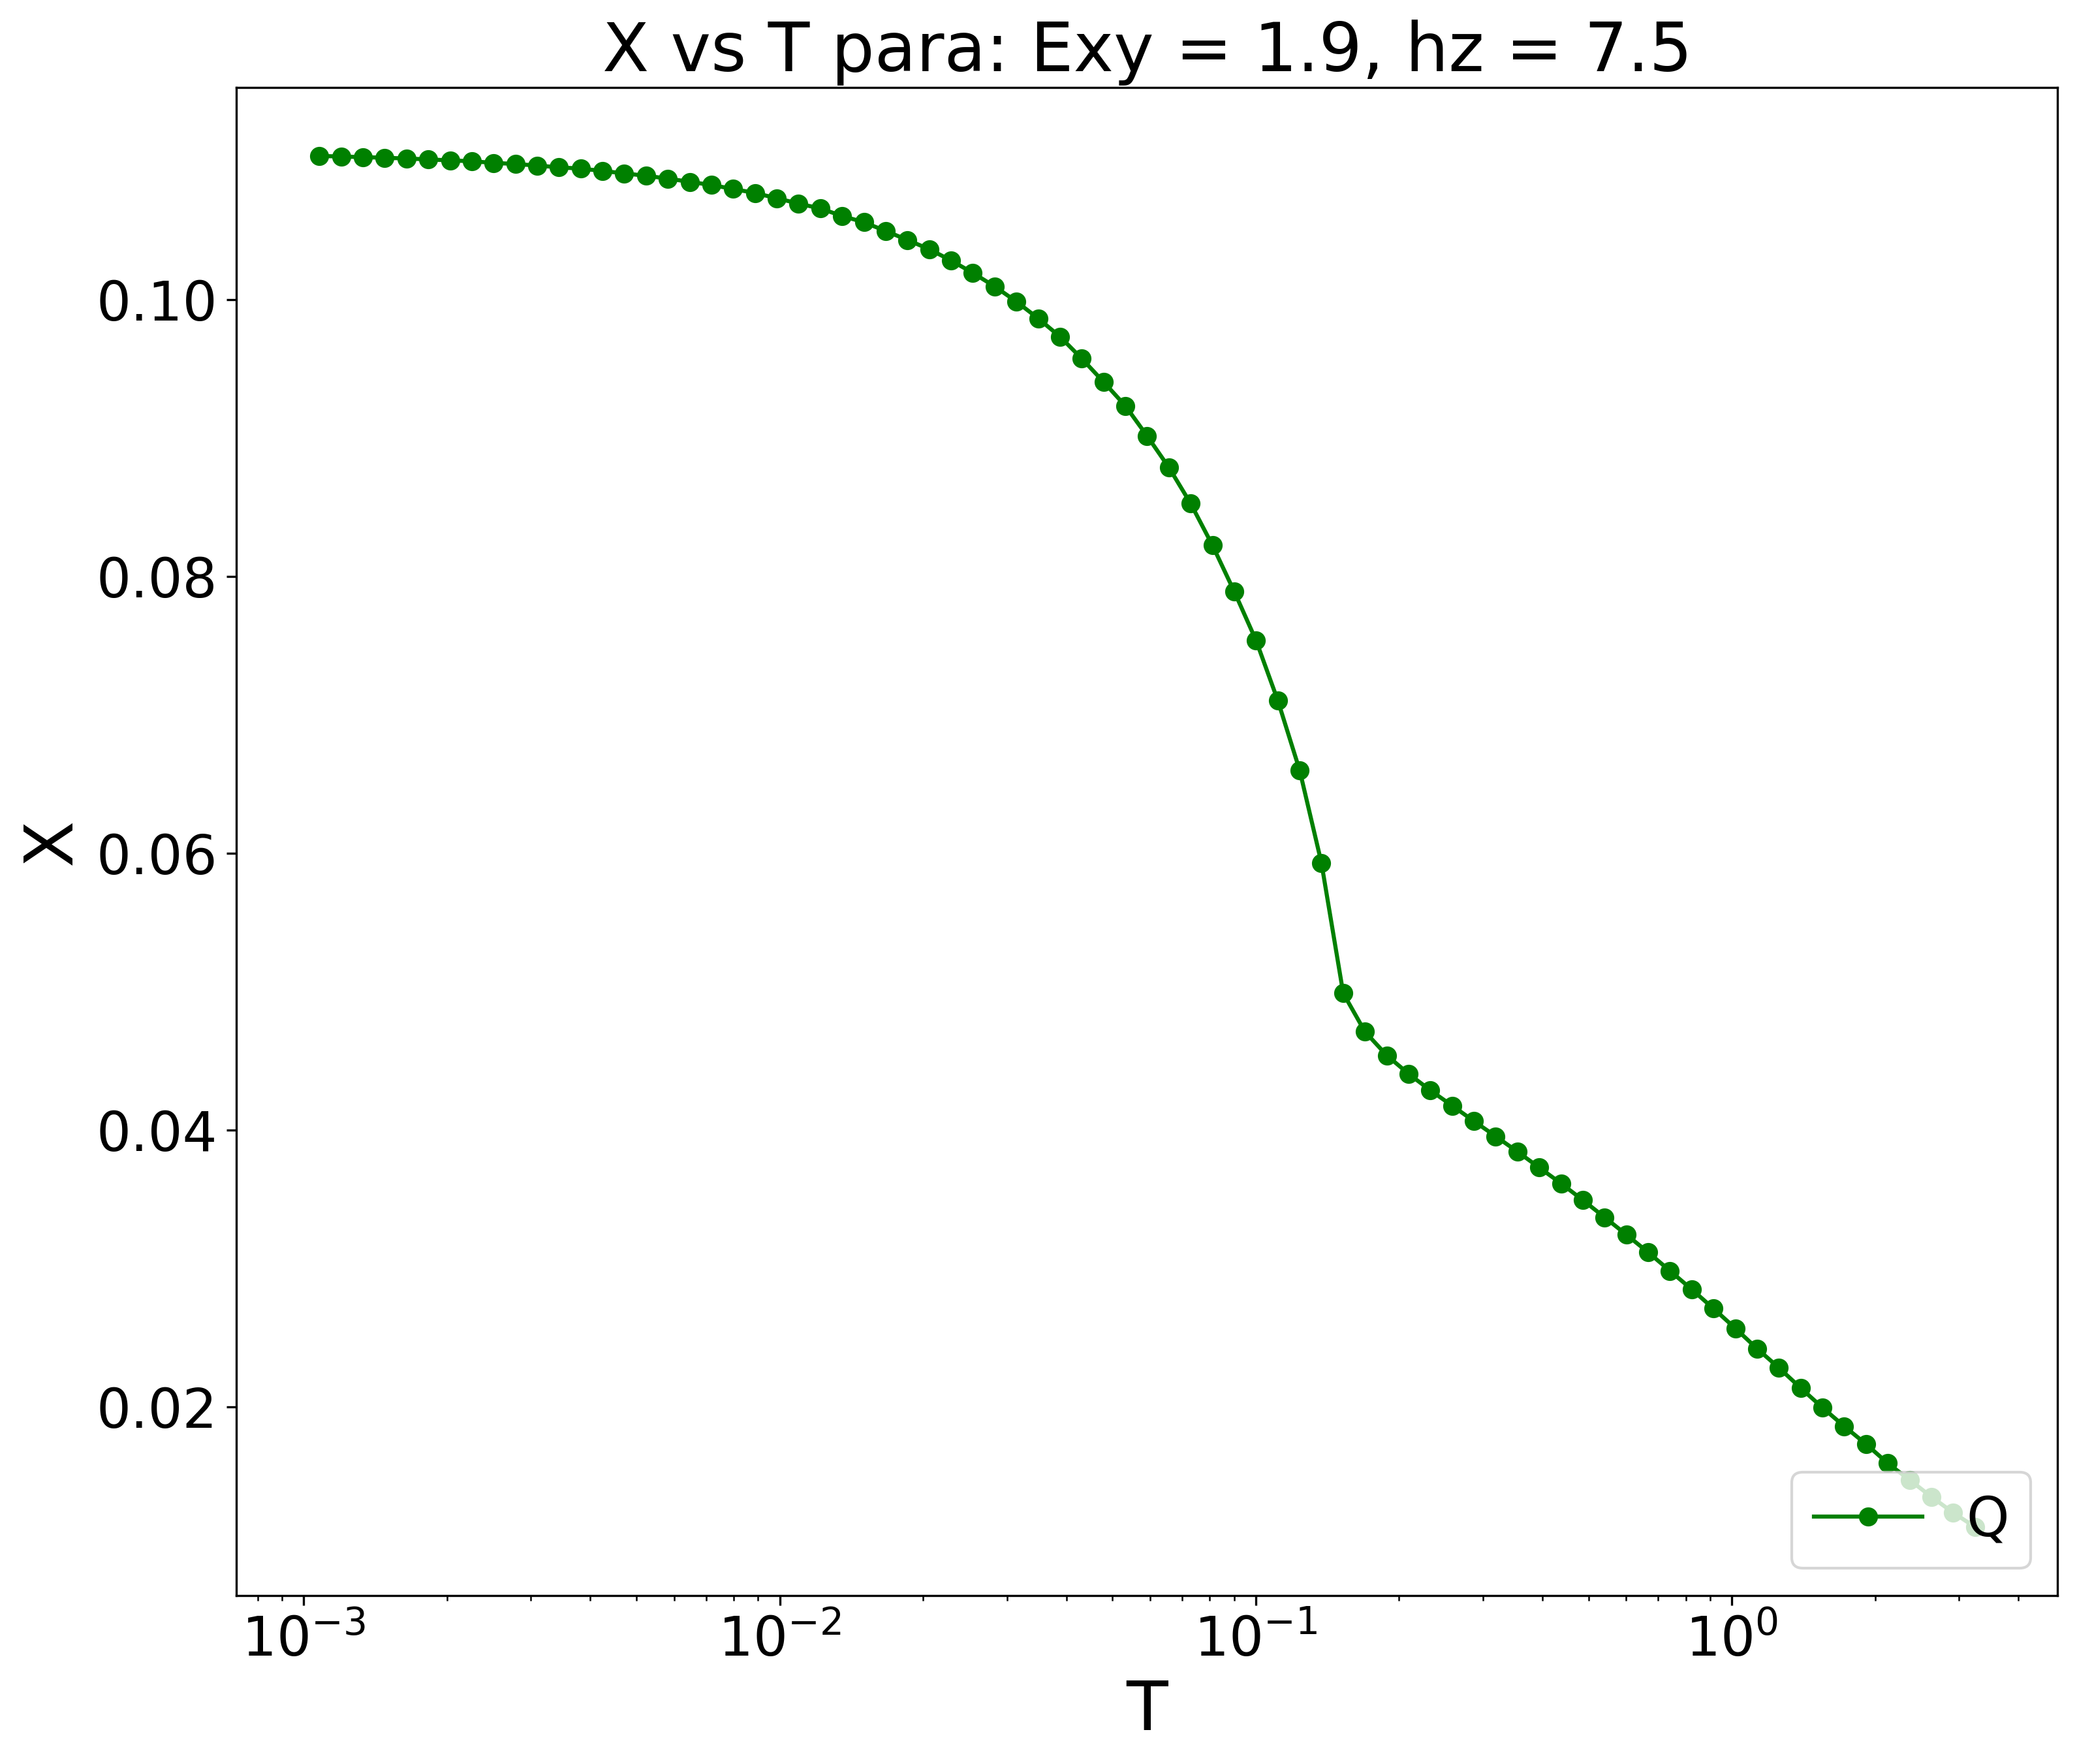 X vs T para: Exy = 1.9, hz = 7.5
X
0.10
0.08
0.06
0.04
0.02
Q
10⁻³ 10⁻² 10⁻¹ 10⁰
T